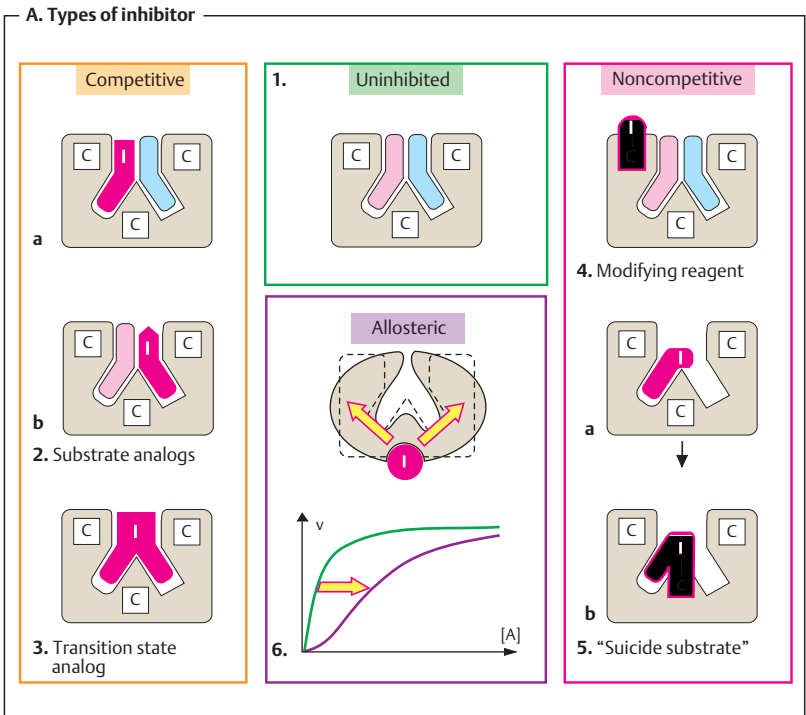 A. Types of inhibitor
Competitive
C I C
C
a
C I C
C
b
2. Substrate analogs
C I C
C
3. Transition state
analog
1. Uninhibited
C C
C
Allosteric
I
v
[A]
6.
Noncompetitive
I
C C
C
4. Modifying reagent
C C
I
C
a
C C
I
C
b
5. “Suicide substrate”